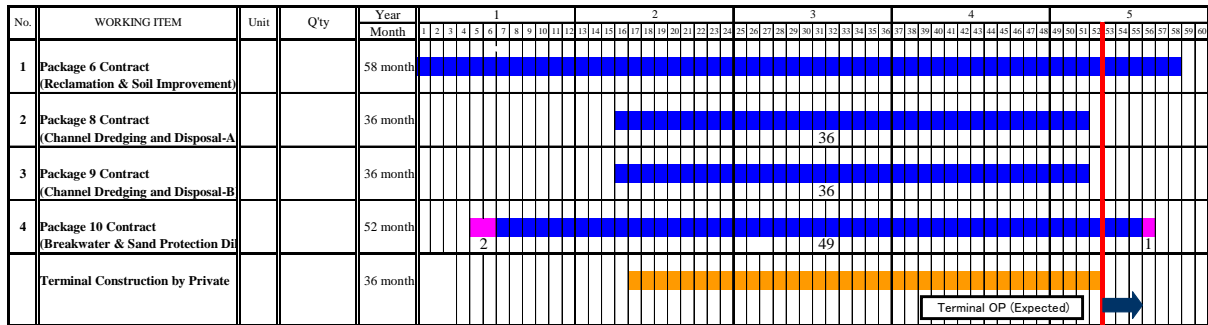 No. WORKING ITEM Unit Q'ty Year 1 2 3 4 5
Month 1 2 3 4 5 6 7 8 9 10 11 12 13 14 15 16 17 18 19 20 21 22 23 24 25 26 27 28 29 30 31 32 33 34 35 36 37 38 39 40 41 42 43 44 45 46 47 48 49 50 51 52 53 54 55 56 57 58 59 60
1 Package 6 Contract 58 month
(Reclamation & Soil Improvement)
2 Package 8 Contract 36 month
(Channel Dredging and Disposal-A 36
3 Package 9 Contract 36 month
(Channel Dredging and Disposal-B 36
4 Package 10 Contract 52 month
(Breakwater & Sand Protection Dil 2 49 1
Terminal Construction by Private 36 month
Terminal OP (Expected)